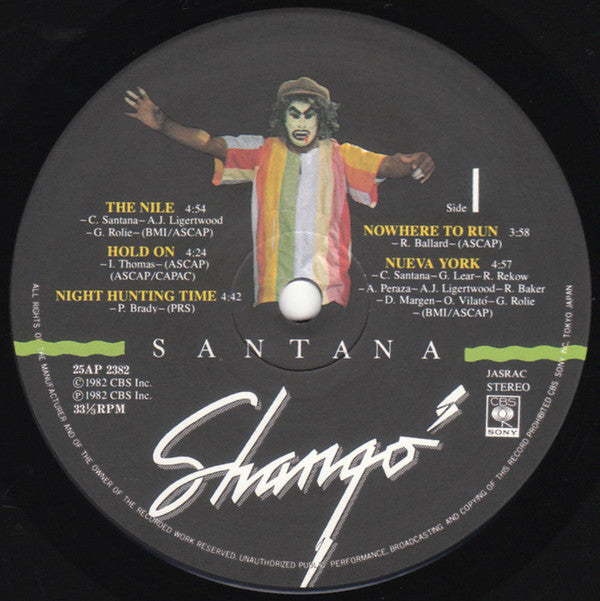 THE NILE 4:54
–C. Santana–A.J. Ligertwood
–G. Rolie–(BMI/ASCAP)
HOLD ON 4:24
–I. Thomas–(ASCAP)
(ASCAP/CAPAC)
NIGHT HUNTING TIME 4:42
–P. Brady–(PRS)
Side 1
NOWHERE TO RUN 3:58
–R. Ballard–(ASCAP)
NUEVA YORK 4:57
–C. Santana–G. Lear–R. Rekow
–A. Peraza–A.J. Ligertwood–R. Baker
–D. Margen–O. Vilató–G. Rolie–
(BMI/ASCAP)
SANTANA
25AP 2382
©1982 CBS Inc.
℗1982 CBS Inc.
33⅓RPM
JASRAC
STEREO
CBS
SONY
Shangó
ALL RIGHTS OF THE MANUFACTURER AND OF THE OWNER OF THE RECORDED WORK RESERVED. UNAUTHORIZED PUBLIC PERFORMANCE, BROADCASTING AND COPYING OF THIS RECORD PROHIBITED CBS SONY INC. TOKYO JAPAN